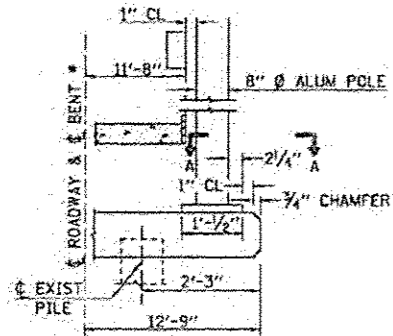 1" CL
11'-8"
8" Ø ALUM POLE
℄ ROADWAY & ℄ BENT *
A
A
2¼"
1" CL
¾" CHAMFER
1'-½"
2'-3"
℄ EXIST
PILE
12'-9"